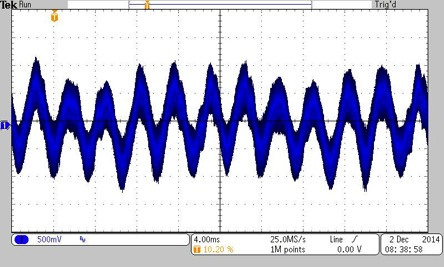 Tek Run Trig'd
T
T
1
1 500mV 4.00ms 25.0MS/s Line 2 Dec 2014
T 10.20 % 1M points 0.00 V 08:38:58